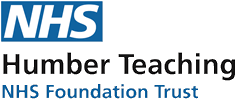 NHS
Humber Teaching
NHS Foundation Trust